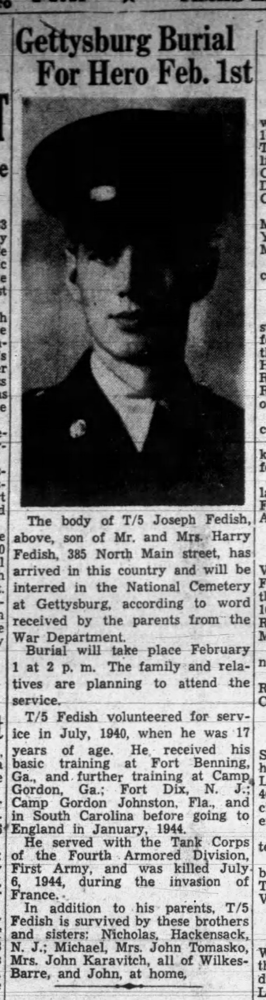 Gettysburg Burial
For Hero Feb. 1st
The body of T/5 Joseph Fedish,
above, son of Mr. and Mrs. Harry
Fedish, 385 North Main street, has
arrived in this country and will be
interred in the National Cemetery
at Gettysburg, according to word
received by the parents from the
War Department.
Burial will take place February
1 at 2 p. m. The family and rela-
tives are planning to attend the
service.
T/5 Fedish volunteered for serv-
ice in July, 1940, when he was 17
years of age. He received his
basic training at Fort Benning,
Ga., and further training at Camp
Gordon, Ga.; Fort Dix, N. J.;
Camp Gordon Johnston, Fla., and
in South Carolina before going to
England in January, 1944.
He served with the Tank Corps
of the Fourth Armored Division,
First Army, and was killed July
6, 1944, during the invasion of
France.
In addition to his parents, T/5
Fedish is survived by these brothers
and sisters: Nicholas, Hackensack,
N. J.; Michael, Mrs. John Tomasko,
Mrs. John Karavitch, all of Wilkes-
Barre, and John, at home.